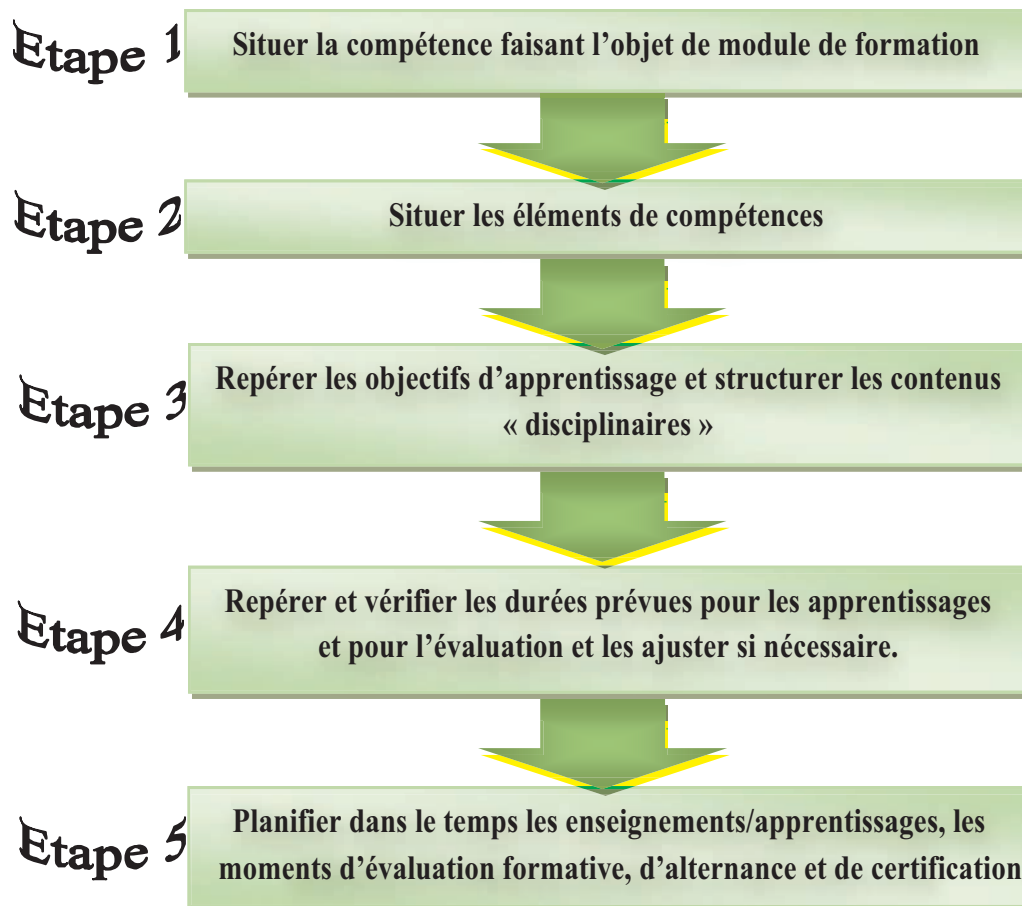 Etape 1
Situer la compétence faisant l’objet de module de formation
Etape 2
Situer les éléments de compétences
Etape 3
Repérer les objectifs d’apprentissage et structurer les contenus
« disciplinaires »
Etape 4
Repérer et vérifier les durées prévues pour les apprentissages
et pour l’évaluation et les ajuster si nécessaire.
Etape 5
Planifier dans le temps les enseignements/apprentissages, les
moments d’évaluation formative, d’alternance et de certification